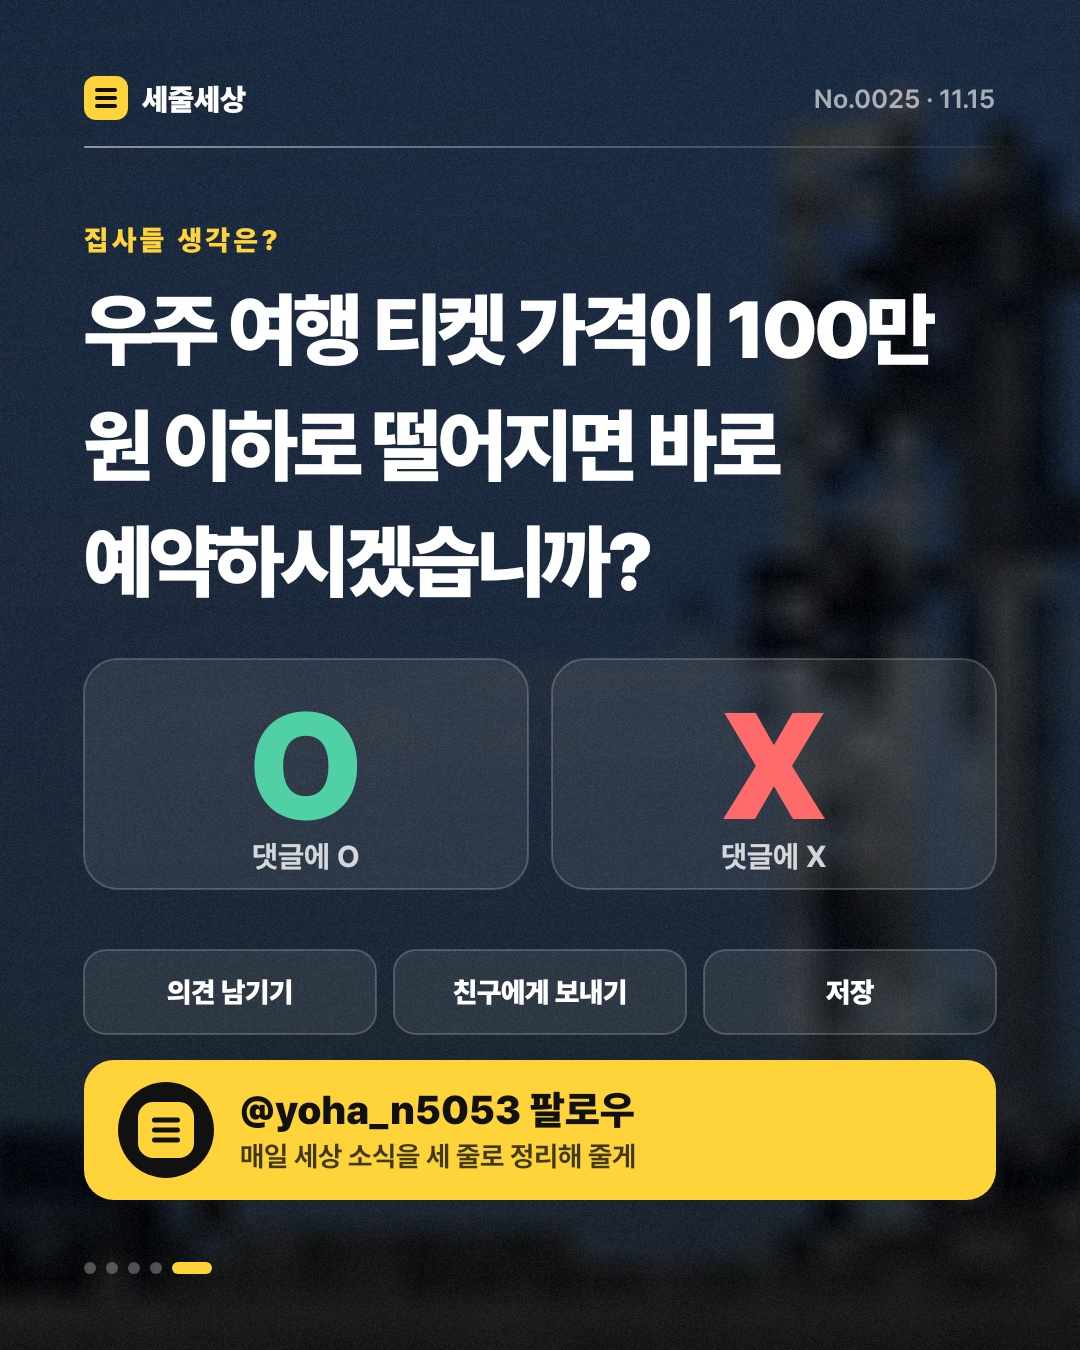 세줄세상
No.0025 · 11.15
집사들 생각은?
우주 여행 티켓 가격이 100만
원 이하로 떨어지면 바로
예약하시겠습니까?
O
댓글에 O
X
댓글에 X
의견 남기기
친구에게 보내기
저장
@yoha_n5053 팔로우
매일 세상 소식을 세 줄로 정리해 줄게